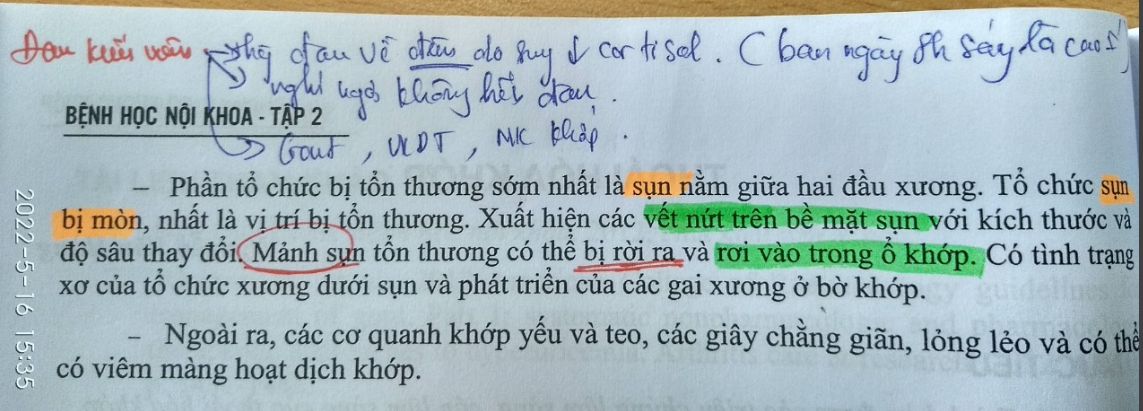 Đau kiểu viêm → thg đau về đêm do suy ↓ cortisol. ( ban ngày 8h sáng là cao
→ nghỉ ngơi không hết đau.
BỆNH HỌC NỘI KHOA - TẬP 2
→ Gout, VKDT, NK khớp.
– Phần tổ chức bị tổn thương sớm nhất là sụn nằm giữa hai đầu xương. Tổ chức sụn
bị mòn, nhất là vị trí bị tổn thương. Xuất hiện các vết nứt trên bề mặt sụn với kích thước và
độ sâu thay đổi. Mảnh sụn tổn thương có thể bị rời ra và rơi vào trong ổ khớp. Có tình trạng
xơ của tổ chức xương dưới sụn và phát triển của các gai xương ở bờ khớp.
– Ngoài ra, các cơ quanh khớp yếu và teo, các giây chằng giãn, lỏng lẻo và có thể
có viêm màng hoạt dịch khớp.
2022-5-16 15:35